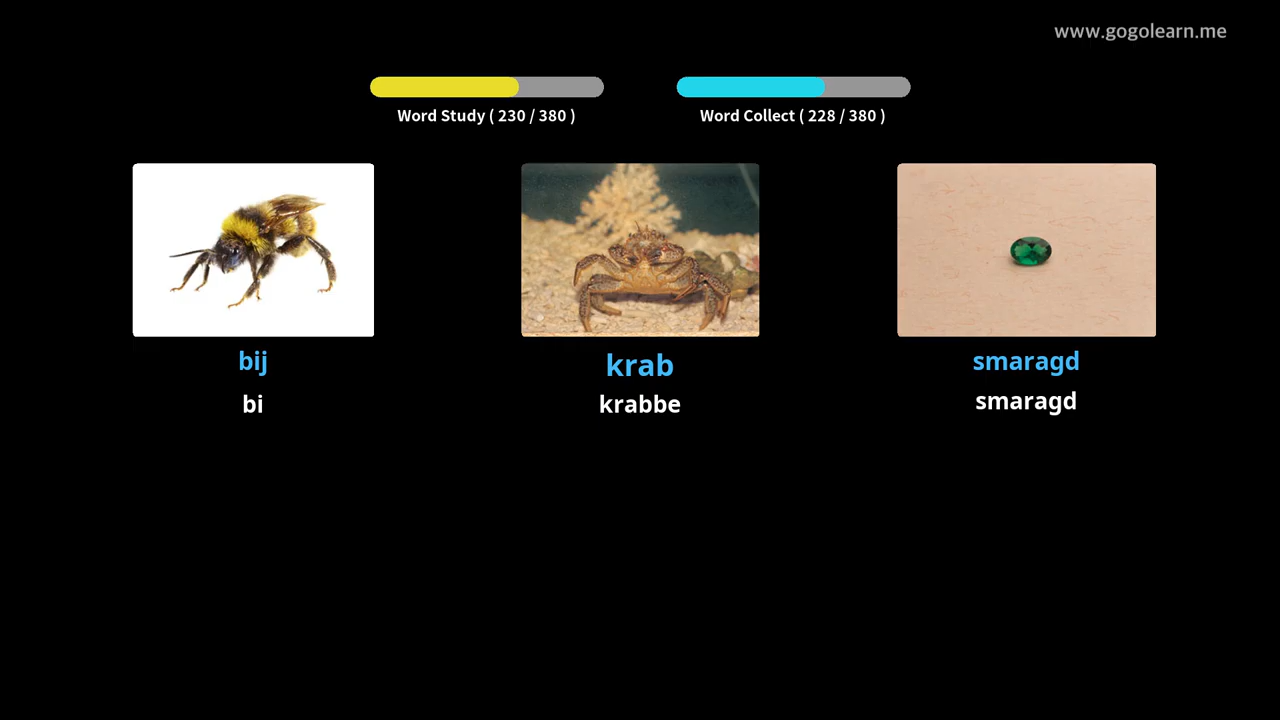 www.gogolearn.me
Word Study ( 230 / 380 )
Word Collect ( 228 / 380 )
bij
bi
krab
krabbe
smaragd
smaragd